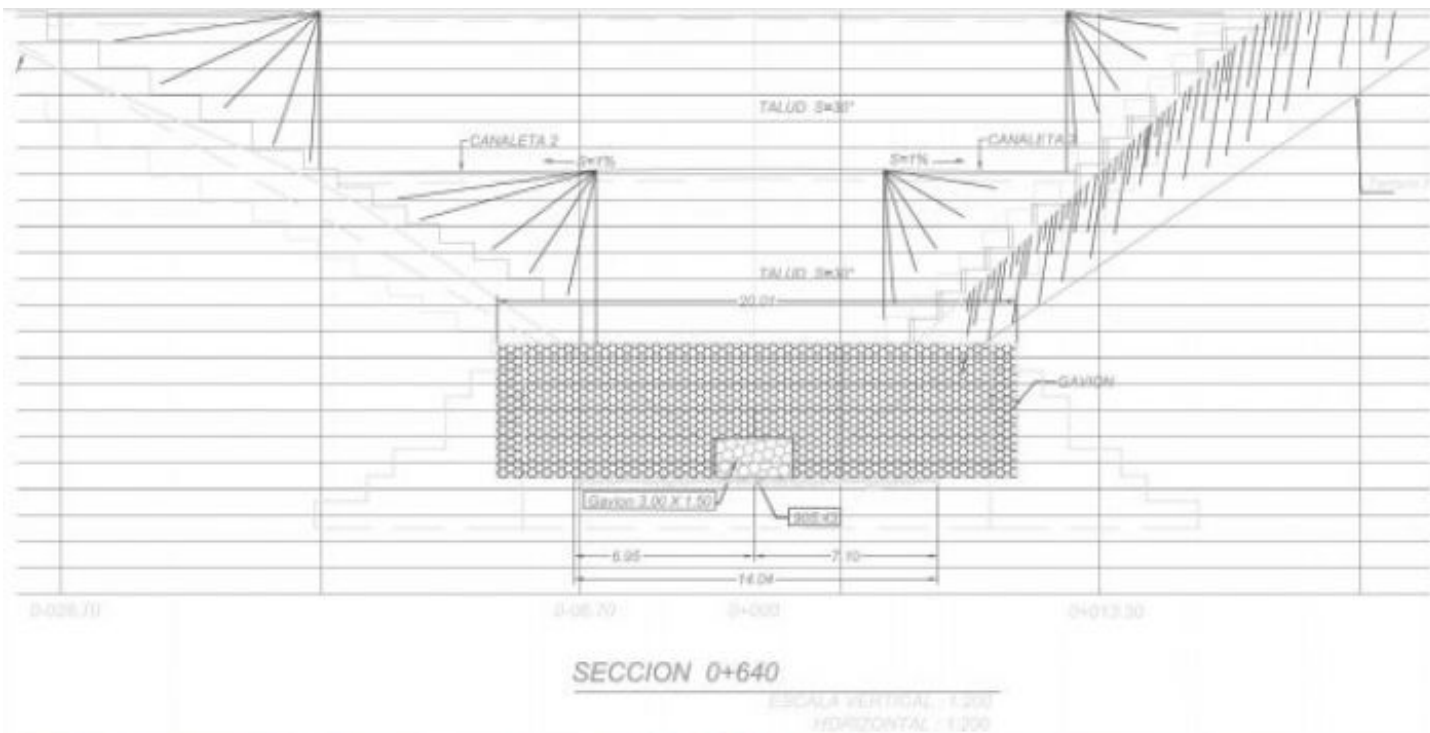 TALUD S=30°
CANALETA 2
CANALETA
S=1%
S=1%
TALUD S=30°
20.01
GAVION
Gavion 3.00 X 1.50
905.43
6.95
7.10
14.04
0+000
0+013.30
SECCION 0+640
ESCALA VERTICAL : 1:200
HORIZONTAL : 1:200